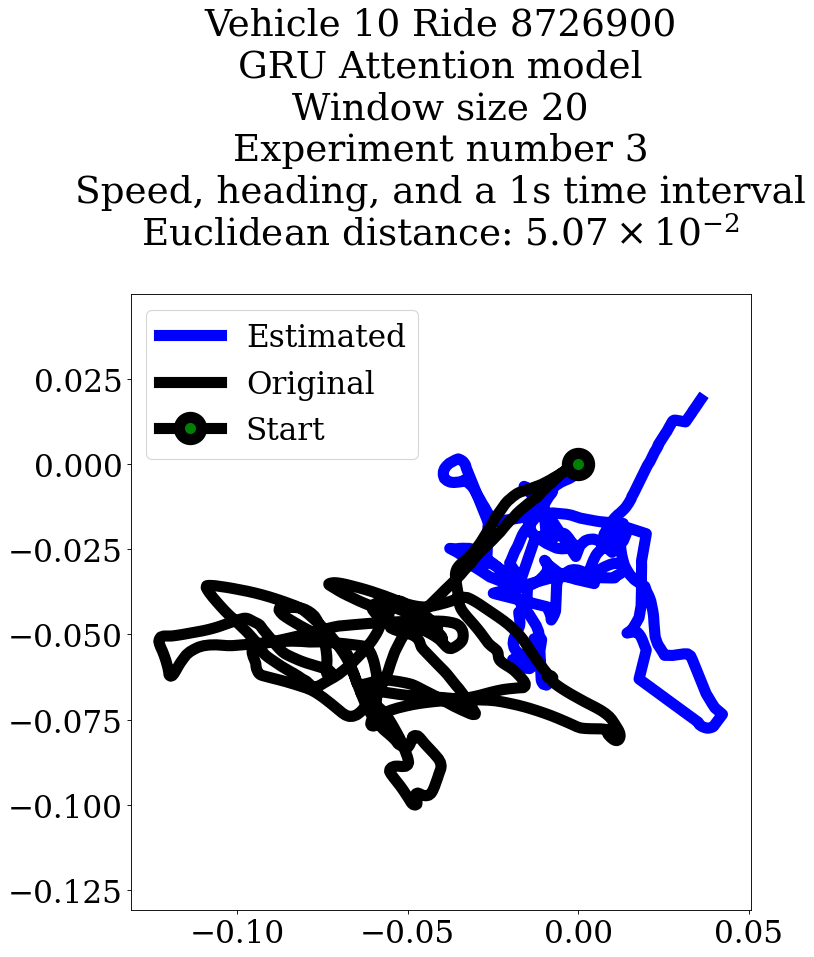 Vehicle 10 Ride 8726900
GRU Attention model
Window size 20
Experiment number 3
Speed, heading, and a 1s time interval
Euclidean distance: 5.07 × 10⁻²
Estimated
Original
Start
0.025
0.000
−0.025
−0.050
−0.075
−0.100
−0.125
−0.10 −0.05 0.00 0.05